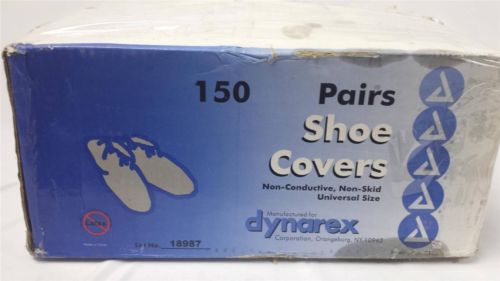 150 Pairs
Shoe
Covers
Non-Conductive, Non-Skid
Universal Size
Manufactured for
dynarex
Corporation, Orangeburg, NY 10962
Latex
Lot No. 18987